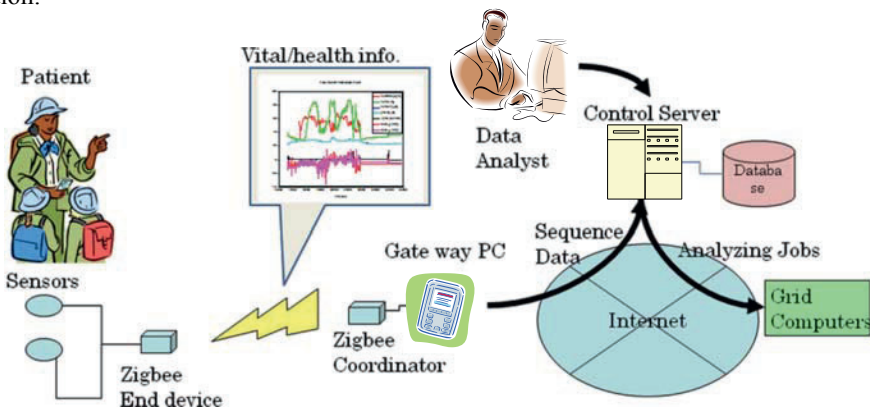 ion.
Patient
Vital/health info.
Data
Analyst
Control Server
Databa
se
Sensors
Zigbee
End device
Gate way PC
Zigbee
Coordinator
Sequence
Data
Analyzing Jobs
Internet
Grid
Computers